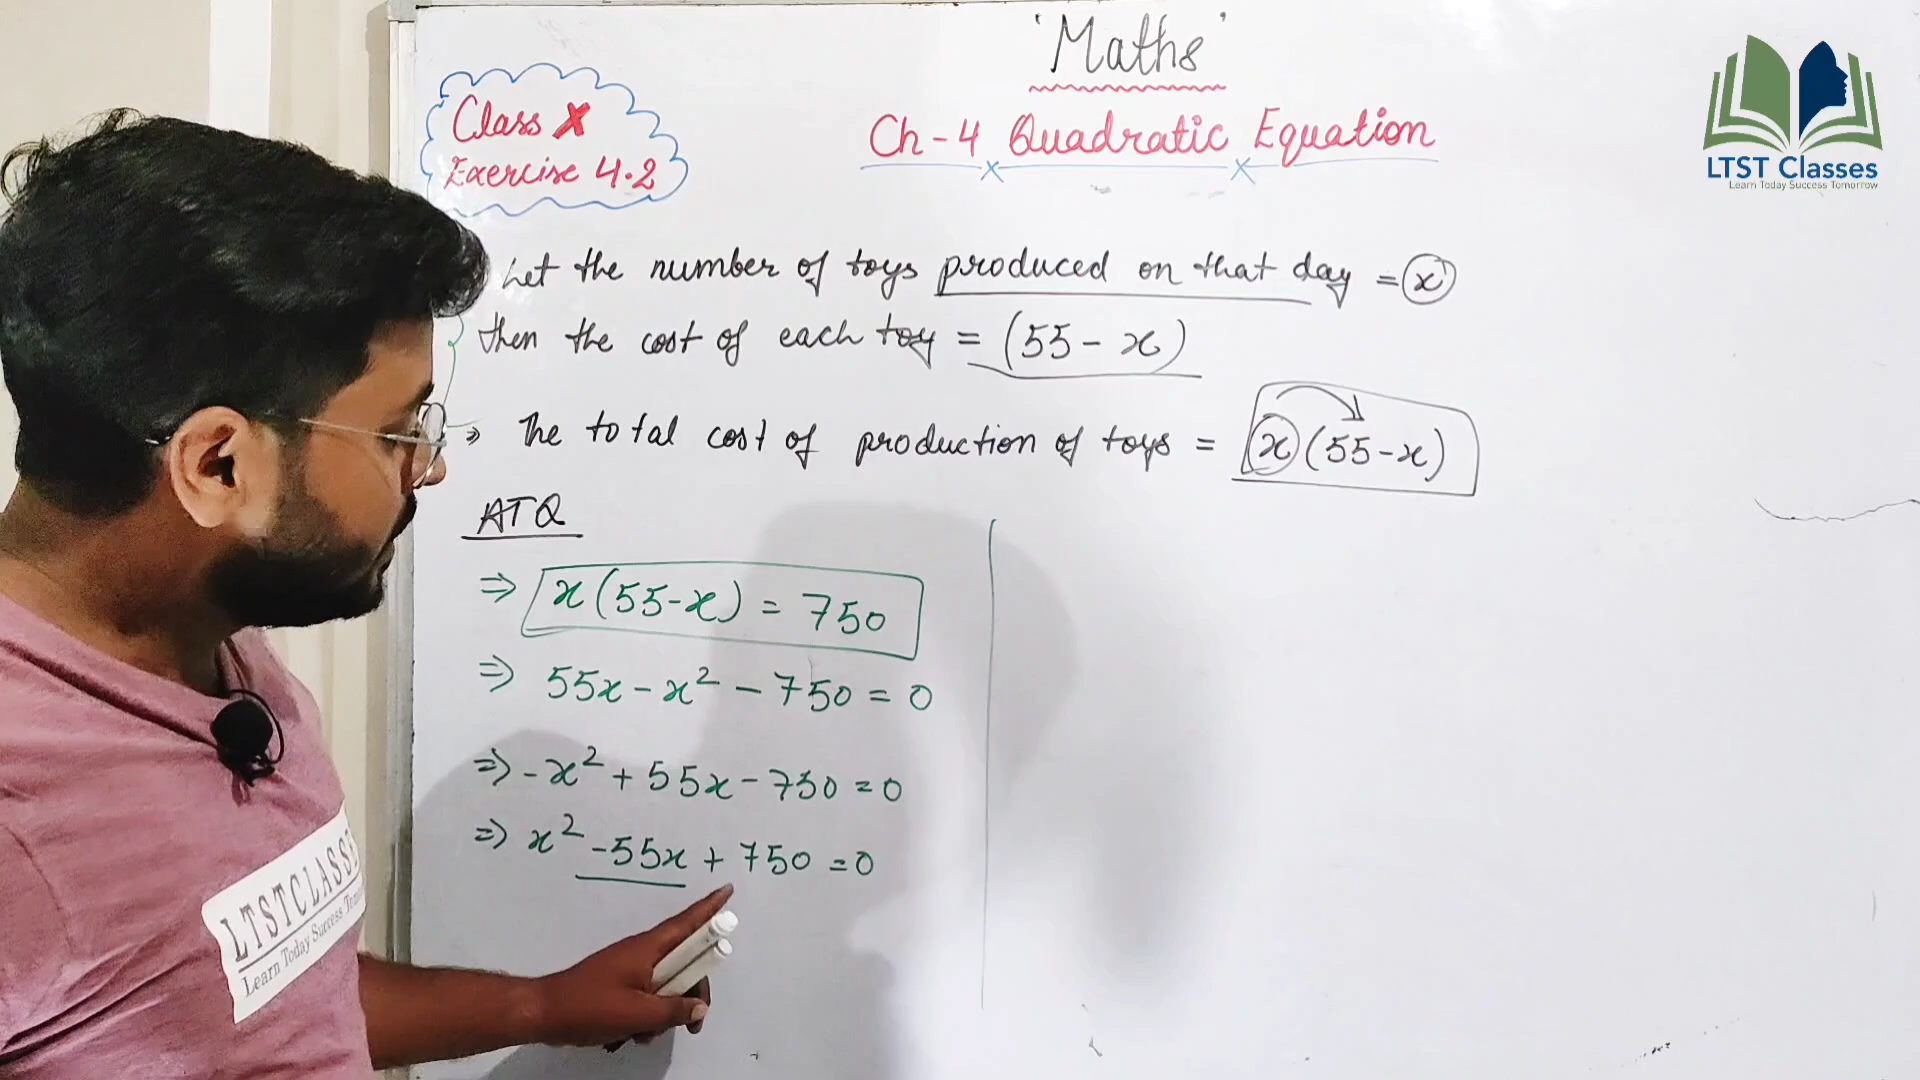 'Maths'
Class X
Exercise 4.2
Ch-4 Quadratic Equation
LTST Classes
Learn Today Success Tomorrow
Let the number of toys produced on that day = x
then the cost of each toy = (55 - x)
⇒ The total cost of production of toys = x(55-x)
ATQ
⇒ x(55-x) = 750
⇒ 55x - x² - 750 = 0
⇒ -x² + 55x - 750 = 0
⇒ x² - 55x + 750 = 0
LTSTCLASSES
Learn Today Success